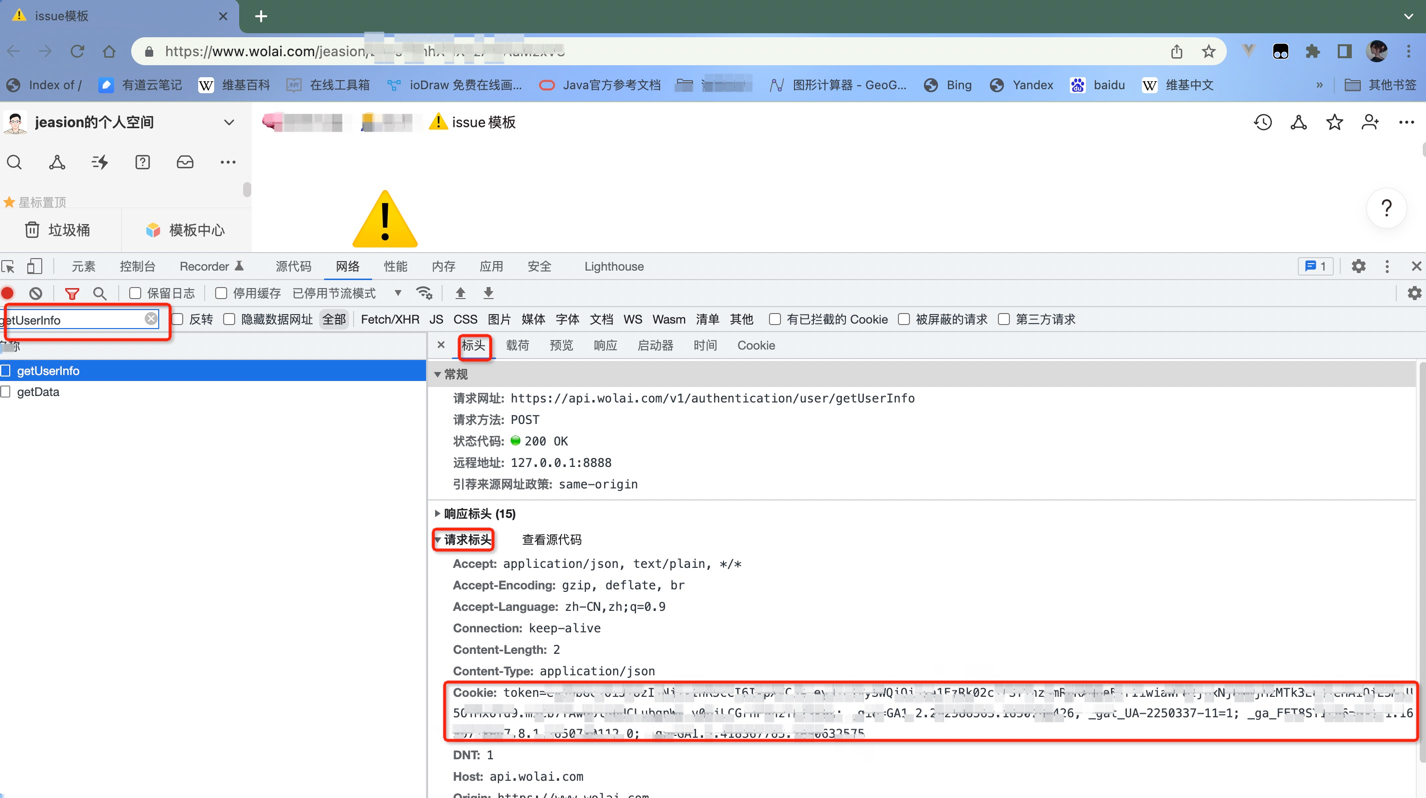 issue模板
https://www.wolai.com/jeasion/
Index of / 有道云笔记 维基百科 在线工具箱 ioDraw 免费在线画... Java官方参考文档 图形计算器 - GeoG... Bing Yandex baidu 维基中文 » 其他书签
jeasion的个人空间 issue 模板
星标置顶
垃圾桶 模板中心
?
元素 控制台 Recorder 源代码 网络 性能 内存 应用 安全 Lighthouse 1
保留日志 停用缓存 已停用节流模式
getUserInfo 反转 隐藏数据网址 全部 Fetch/XHR JS CSS 图片 媒体 字体 文档 WS Wasm 清单 其他 有已拦截的 Cookie 被屏蔽的请求 第三方请求
名称 标头 载荷 预览 响应 启动器 时间 Cookie
getUserInfo
getData
常规
请求网址: https://api.wolai.com/v1/authentication/user/getUserInfo
请求方法: POST
状态代码: 200 OK
远程地址: 127.0.0.1:8888
引荐来源网址政策: same-origin
响应标头 (15)
请求标头 查看源代码
Accept: application/json, text/plain, */*
Accept-Encoding: gzip, deflate, br
Accept-Language: zh-CN,zh;q=0.9
Connection: keep-alive
Content-Length: 2
Content-Type: application/json
Cookie: token=
_gat_UA-2250337-11=1;
DNT: 1
Host: api.wolai.com
Origin: https://www.wolai.com